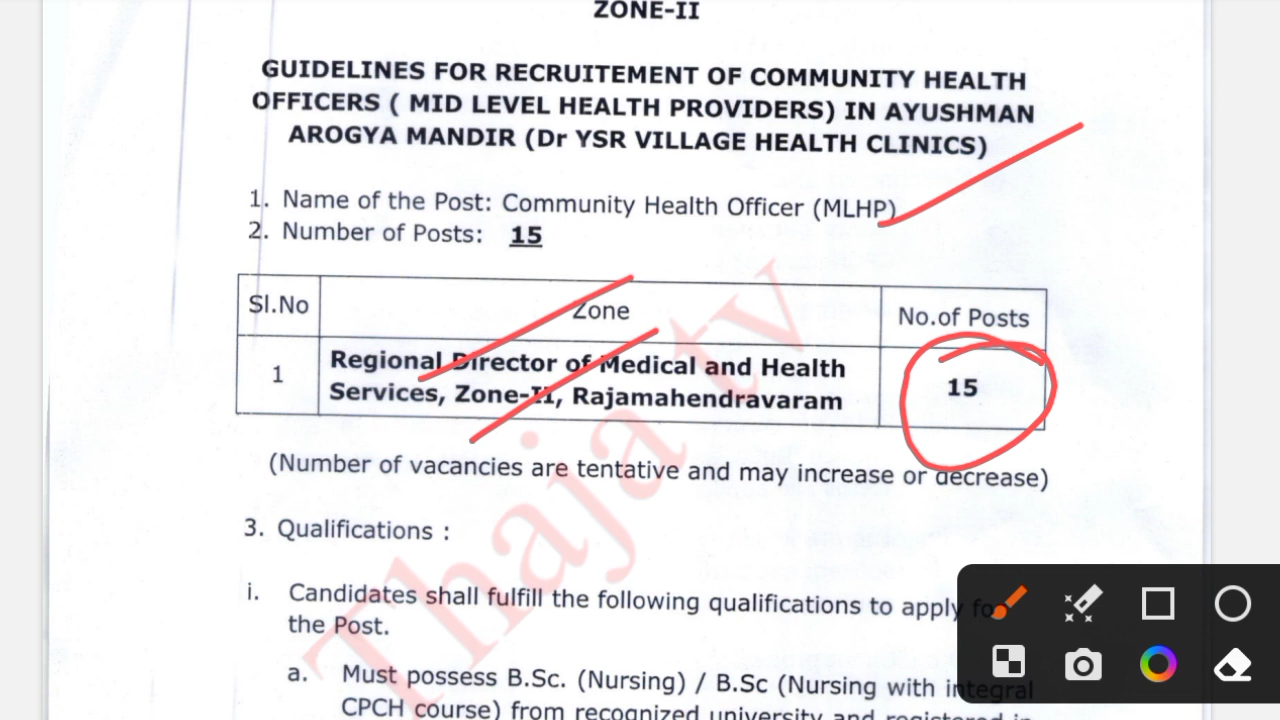 ZONE-II
GUIDELINES FOR RECRUITEMENT OF COMMUNITY HEALTH
OFFICERS ( MID LEVEL HEALTH PROVIDERS) IN AYUSHMAN
AROGYA MANDIR (Dr YSR VILLAGE HEALTH CLINICS)
1. Name of the Post: Community Health Officer (MLHP)
2. Number of Posts: 15
Sl.No Zone No.of Posts
1 Regional Director of Medical and Health
Services, Zone-II, Rajamahendravaram 15
(Number of vacancies are tentative and may increase or decrease)
3. Qualifications :
i. Candidates shall fulfill the following qualifications to apply for
the Post.
a. Must possess B.Sc. (Nursing) / B.Sc (Nursing with integral
CPCH course) from recognized university and registered in
Thaja tv